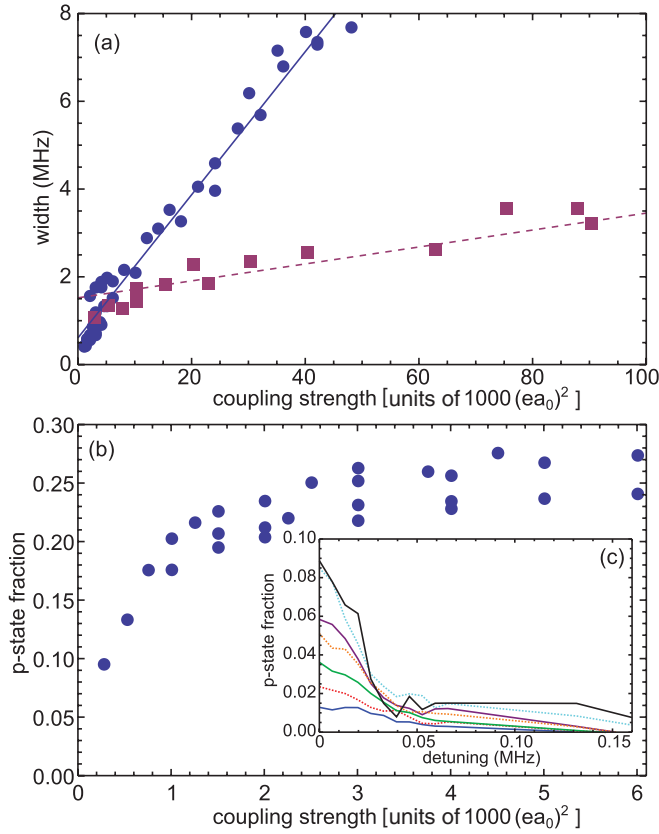 8
(a)
6
width (MHz)
4
2
0
0 20 40 60 80 100
coupling strength [units of 1000 (ea₀)²]
0.30
(b)
0.25
0.20
p-state fraction
0.15
0.10
0.05
0.00
0 1 2 3 4 5 6
coupling strength [units of 1000 (ea₀)²]
0.10
(c)
0.08
p-state fraction
0.06
0.04
0.02
0.00
0 0.05 0.10 0.15
detuning (MHz)